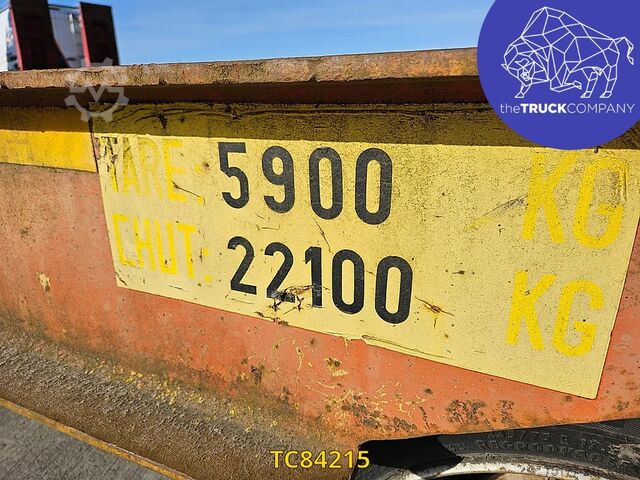 theTRUCKCOMPANY
TARE: 5900 KG
CHUT: 22100 KG
TC84215